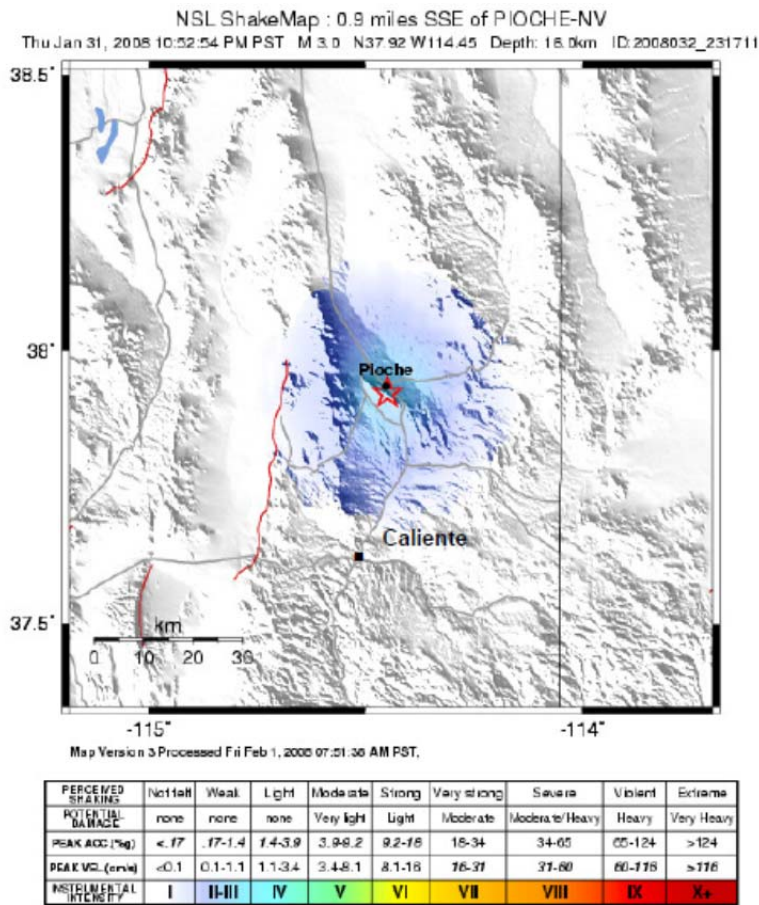 NSL ShakeMap : 0.9 miles SSE of PIOCHE-NV
Thu Jan 31, 2008 10:52:54 PM PST M 3.0 N37.92 W114.45 Depth: 16.0km ID:2008032_231711
38.5°
38°
Pioche
Caliente
37.5°
km
0 10 20 30
-115° -114°
Map Version 3 Processed Fri Feb 1, 2008 07:51:36 AM PST,
PERCEIVED SHAKING Not felt Weak Light Moderate Strong Very strong Severe Violent Extreme
POTENTIAL DAMAGE none none none Very light Light Moderate Moderate/Heavy Heavy Very Heavy
PEAK ACC.(%g) <.17 .17-1.4 1.4-3.9 3.9-9.2 9.2-18 18-34 34-65 65-124 >124
PEAK VEL.(cm/s) <0.1 0.1-1.1 1.1-3.4 3.4-8.1 8.1-16 16-31 31-60 60-116 >116
INSTRUMENTAL INTENSITY I II-III IV V VI VII VIII IX X+